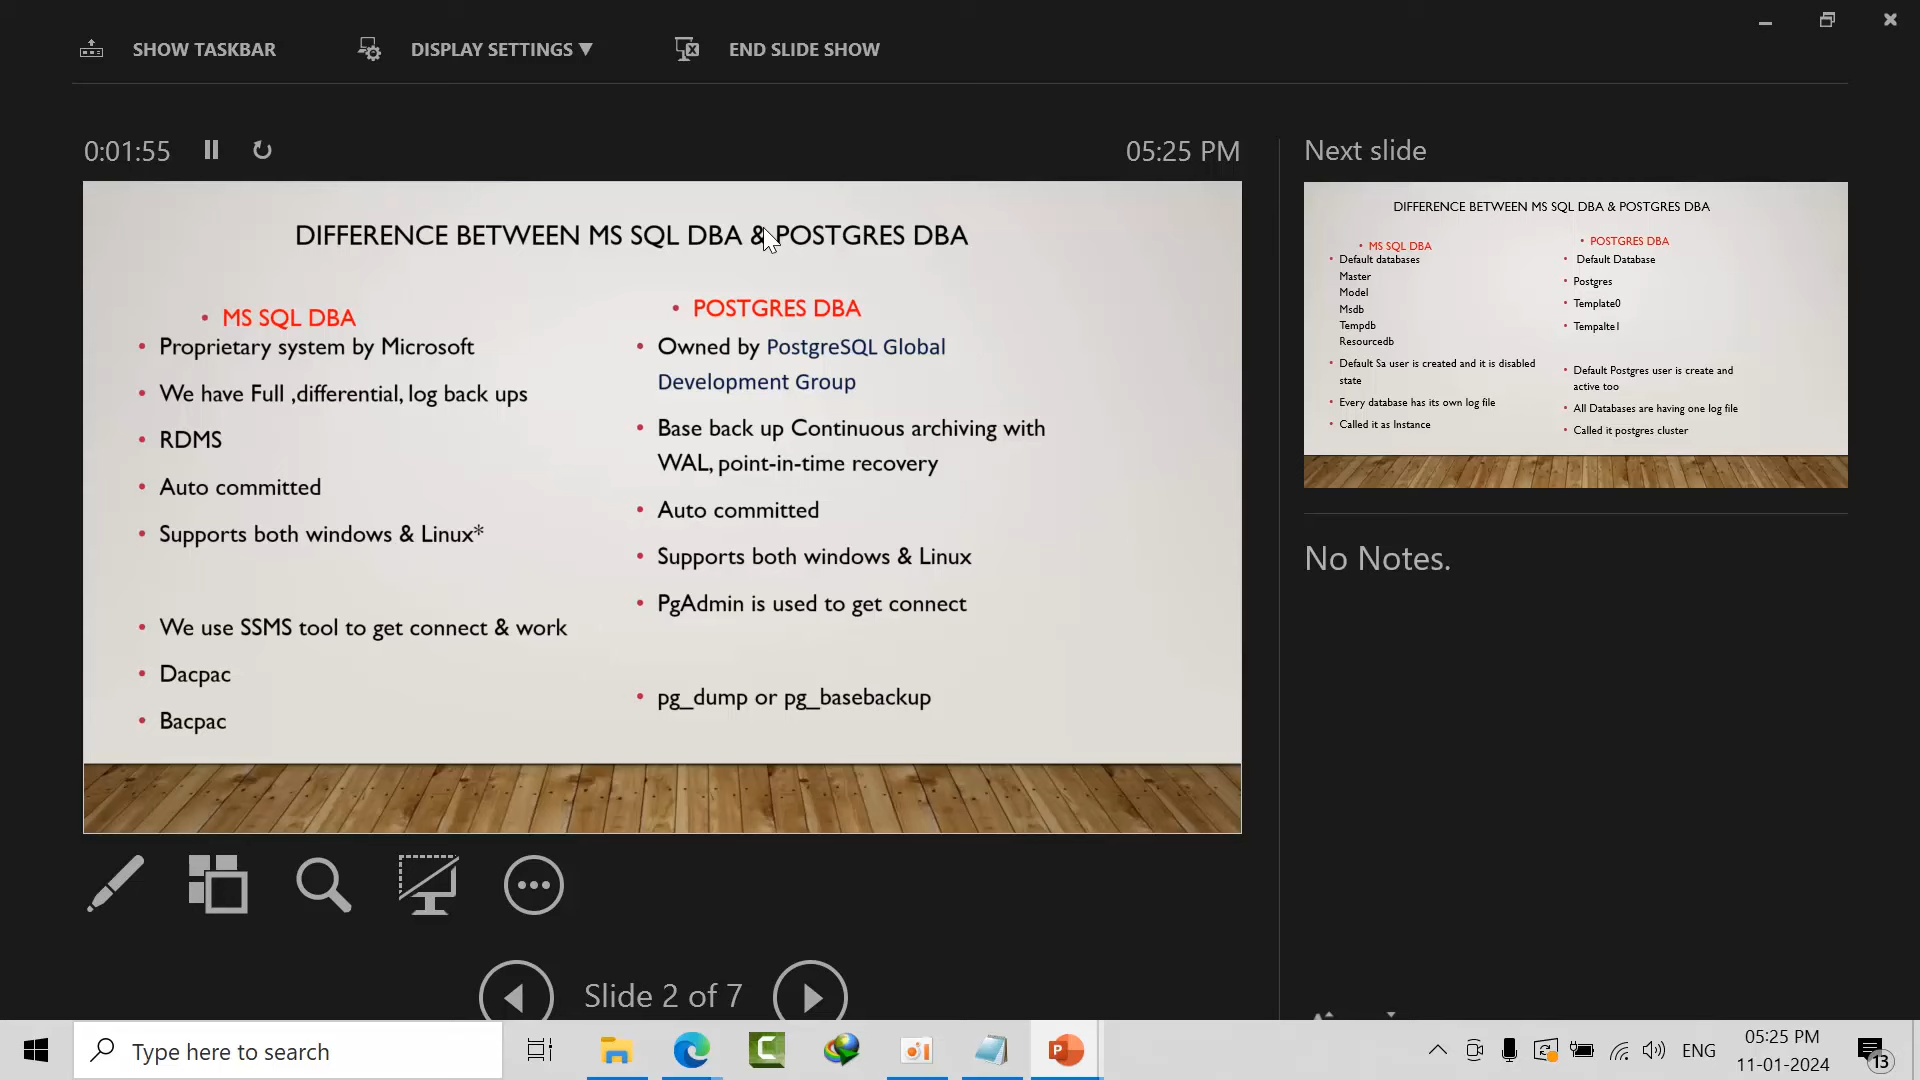 SHOW TASKBAR
DISPLAY SETTINGS ▼
END SLIDE SHOW
0:01:55
05:25 PM
Next slide
DIFFERENCE BETWEEN MS SQL DBA & POSTGRES DBA
• MS SQL DBA
• Proprietary system by Microsoft
• We have Full ,differential, log back ups
• RDMS
• Auto committed
• Supports both windows & Linux*
• We use SSMS tool to get connect & work
• Dacpac
• Bacpac
• POSTGRES DBA
• Owned by PostgreSQL Global
Development Group
• Base back up Continuous archiving with
WAL, point-in-time recovery
• Auto committed
• Supports both windows & Linux
• PgAdmin is used to get connect
• pg_dump or pg_basebackup
DIFFERENCE BETWEEN MS SQL DBA & POSTGRES DBA
• MS SQL DBA
• Default databases
Master
Model
Msdb
Tempdb
Resourcedb
• Default Sa user is created and it is disabled
state
• Every database has its own log file
• Called it as Instance
• POSTGRES DBA
• Default Database
• Postgres
• Template0
• Tempalte1
• Default Postgres user is create and
active too
• All Databases are having one log file
• Called it postgres cluster
No Notes.
Slide 2 of 7
Type here to search
ENG
05:25 PM
11-01-2024
13